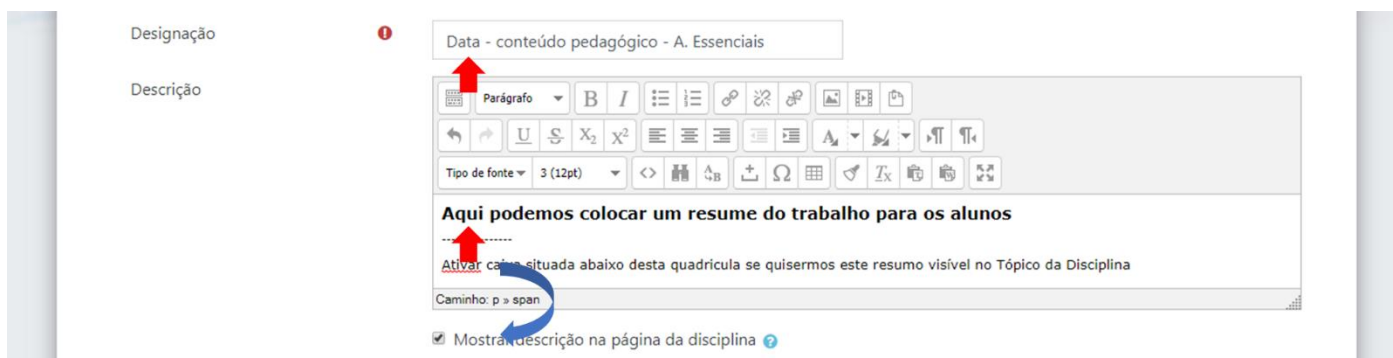 Designação
Data - conteúdo pedagógico - A. Essenciais
Descrição
Parágrafo B I
U S X₂ X²
Tipo de fonte 3 (12pt)
Aqui podemos colocar um resume do trabalho para os alunos
Ativar caixa situada abaixo desta quadricula se quisermos este resumo visível no Tópico da Disciplina
Caminho: p » span
Mostrar descrição na página da disciplina